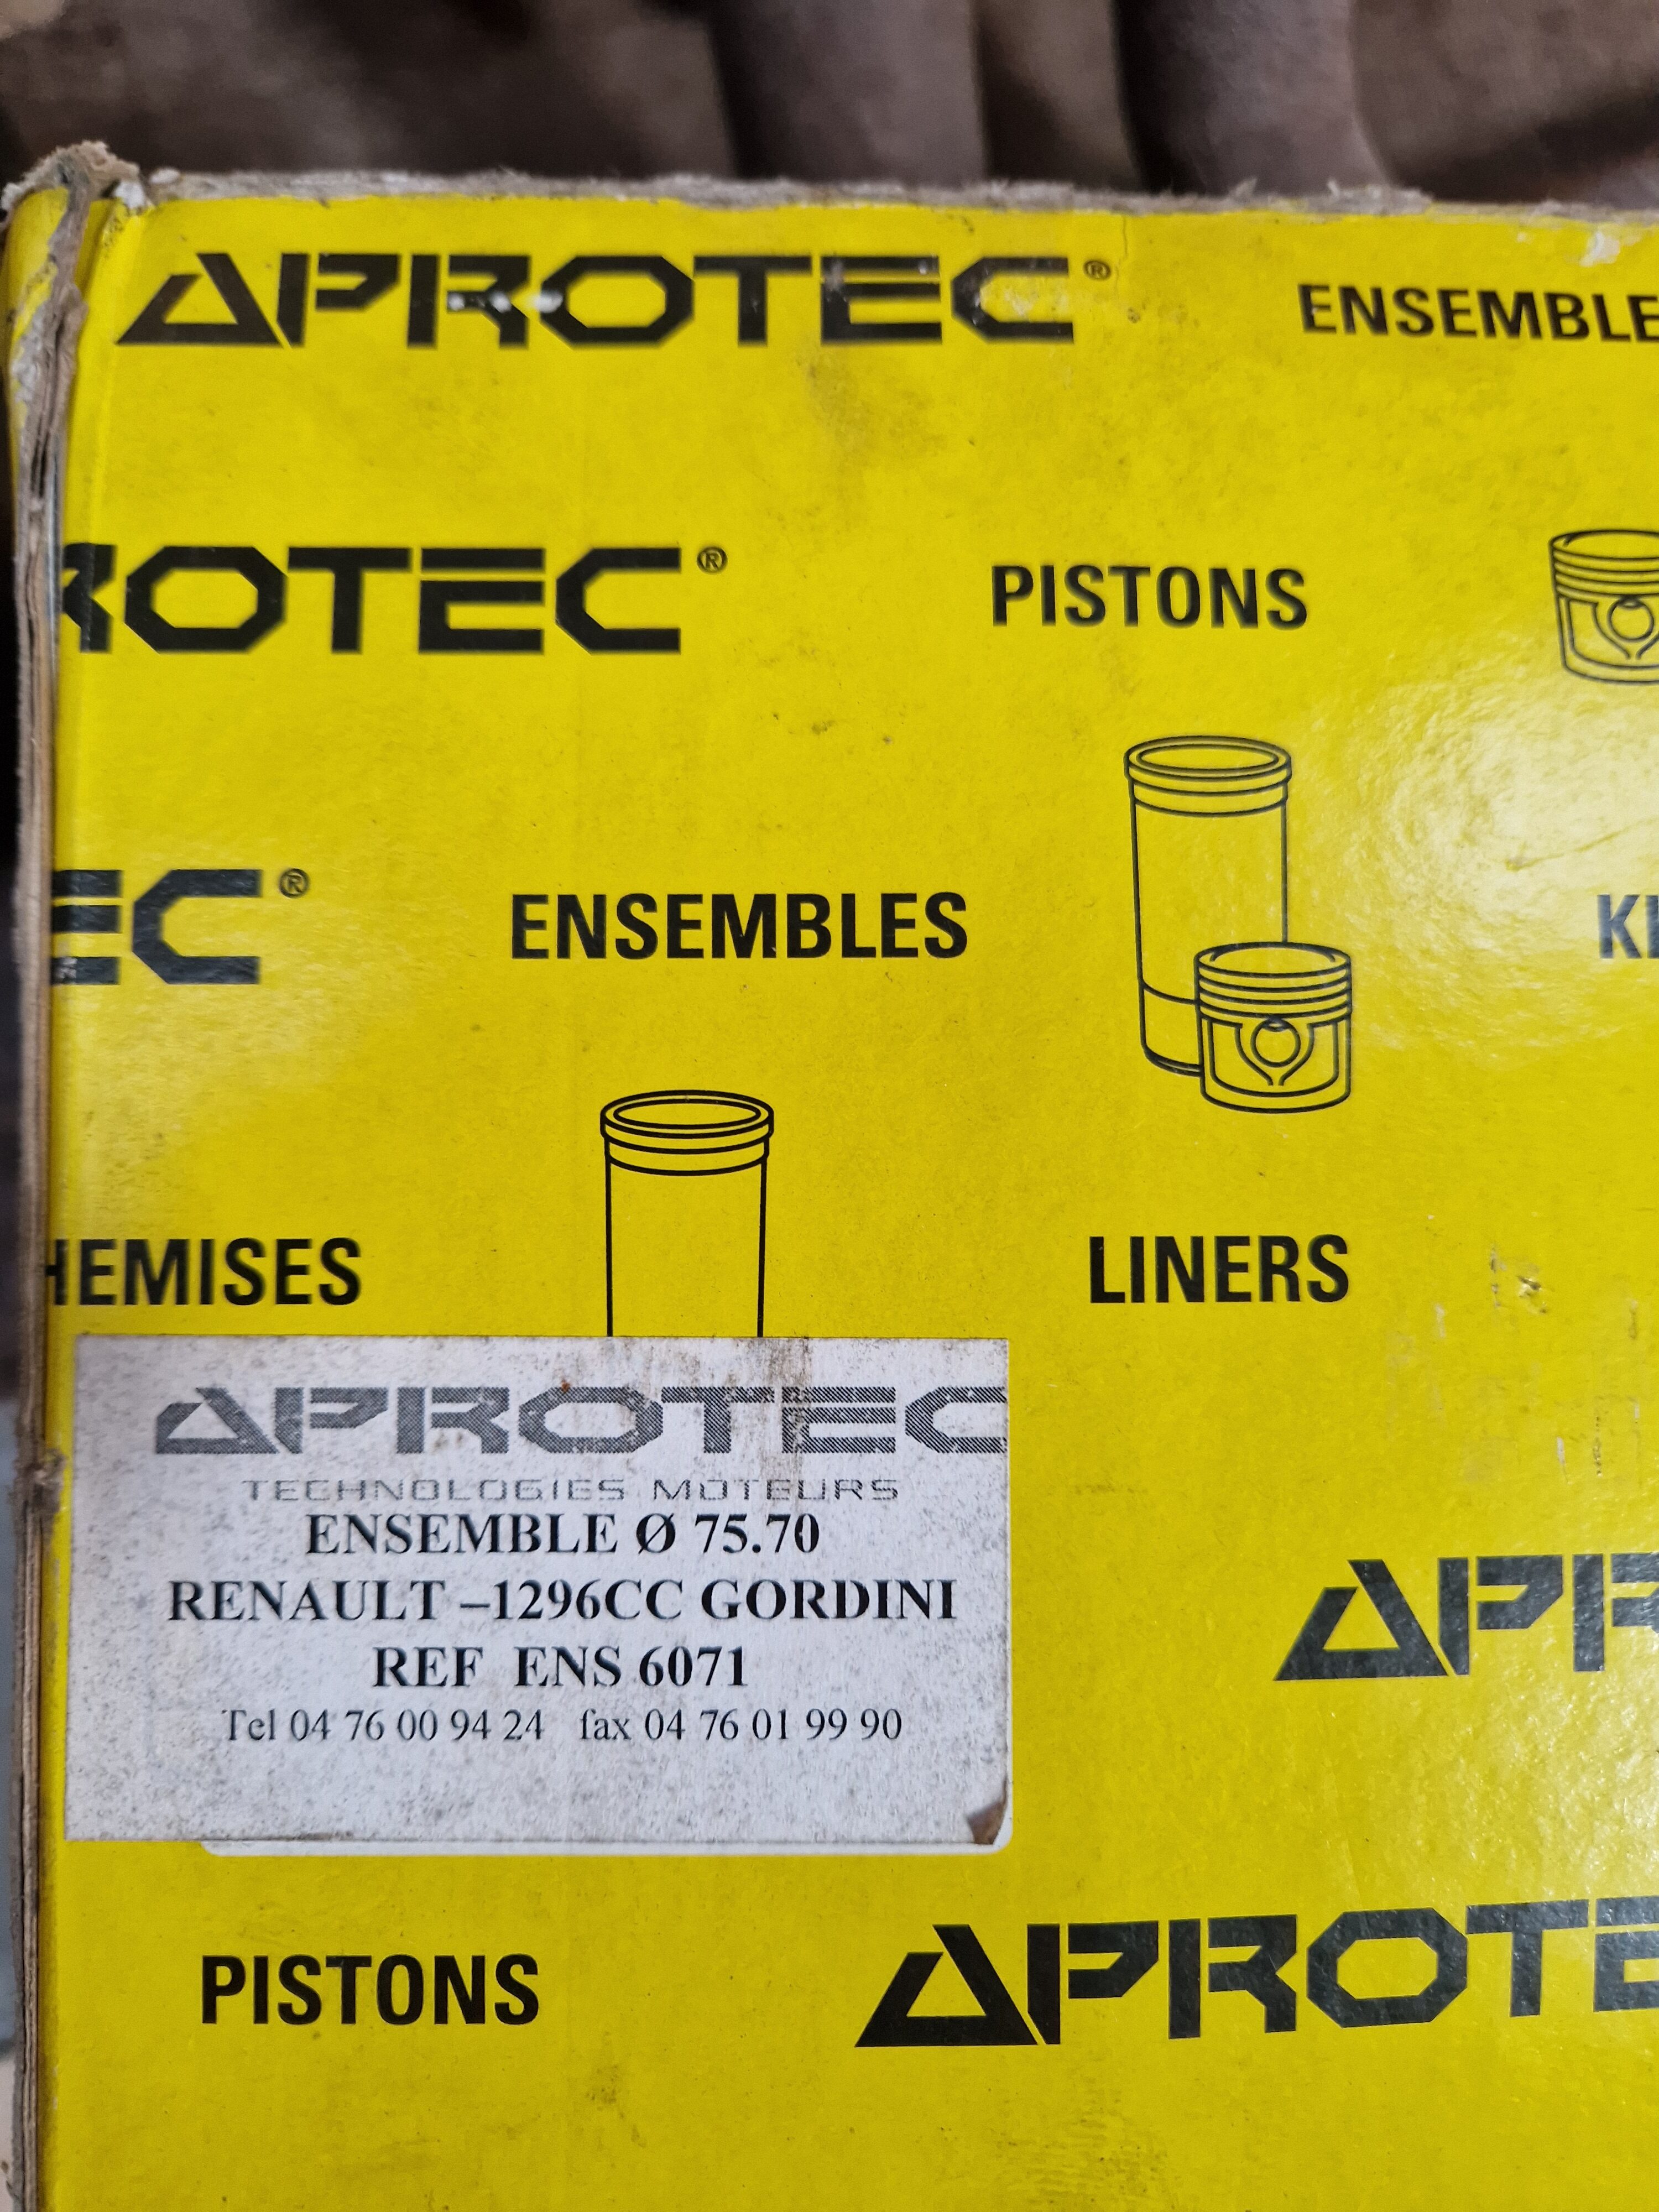 APROTEC® ENSEMBLE
ROTEC® PISTONS
EC® ENSEMBLES
HEMISES LINERS
APROTEC
TECHNOLOGIES MOTEURS
ENSEMBLE Ø 75.70
RENAULT –1296CC GORDINI
REF ENS 6071
Tel 04 76 00 94 24 fax 04 76 01 99 90
APR
PISTONS APROTE